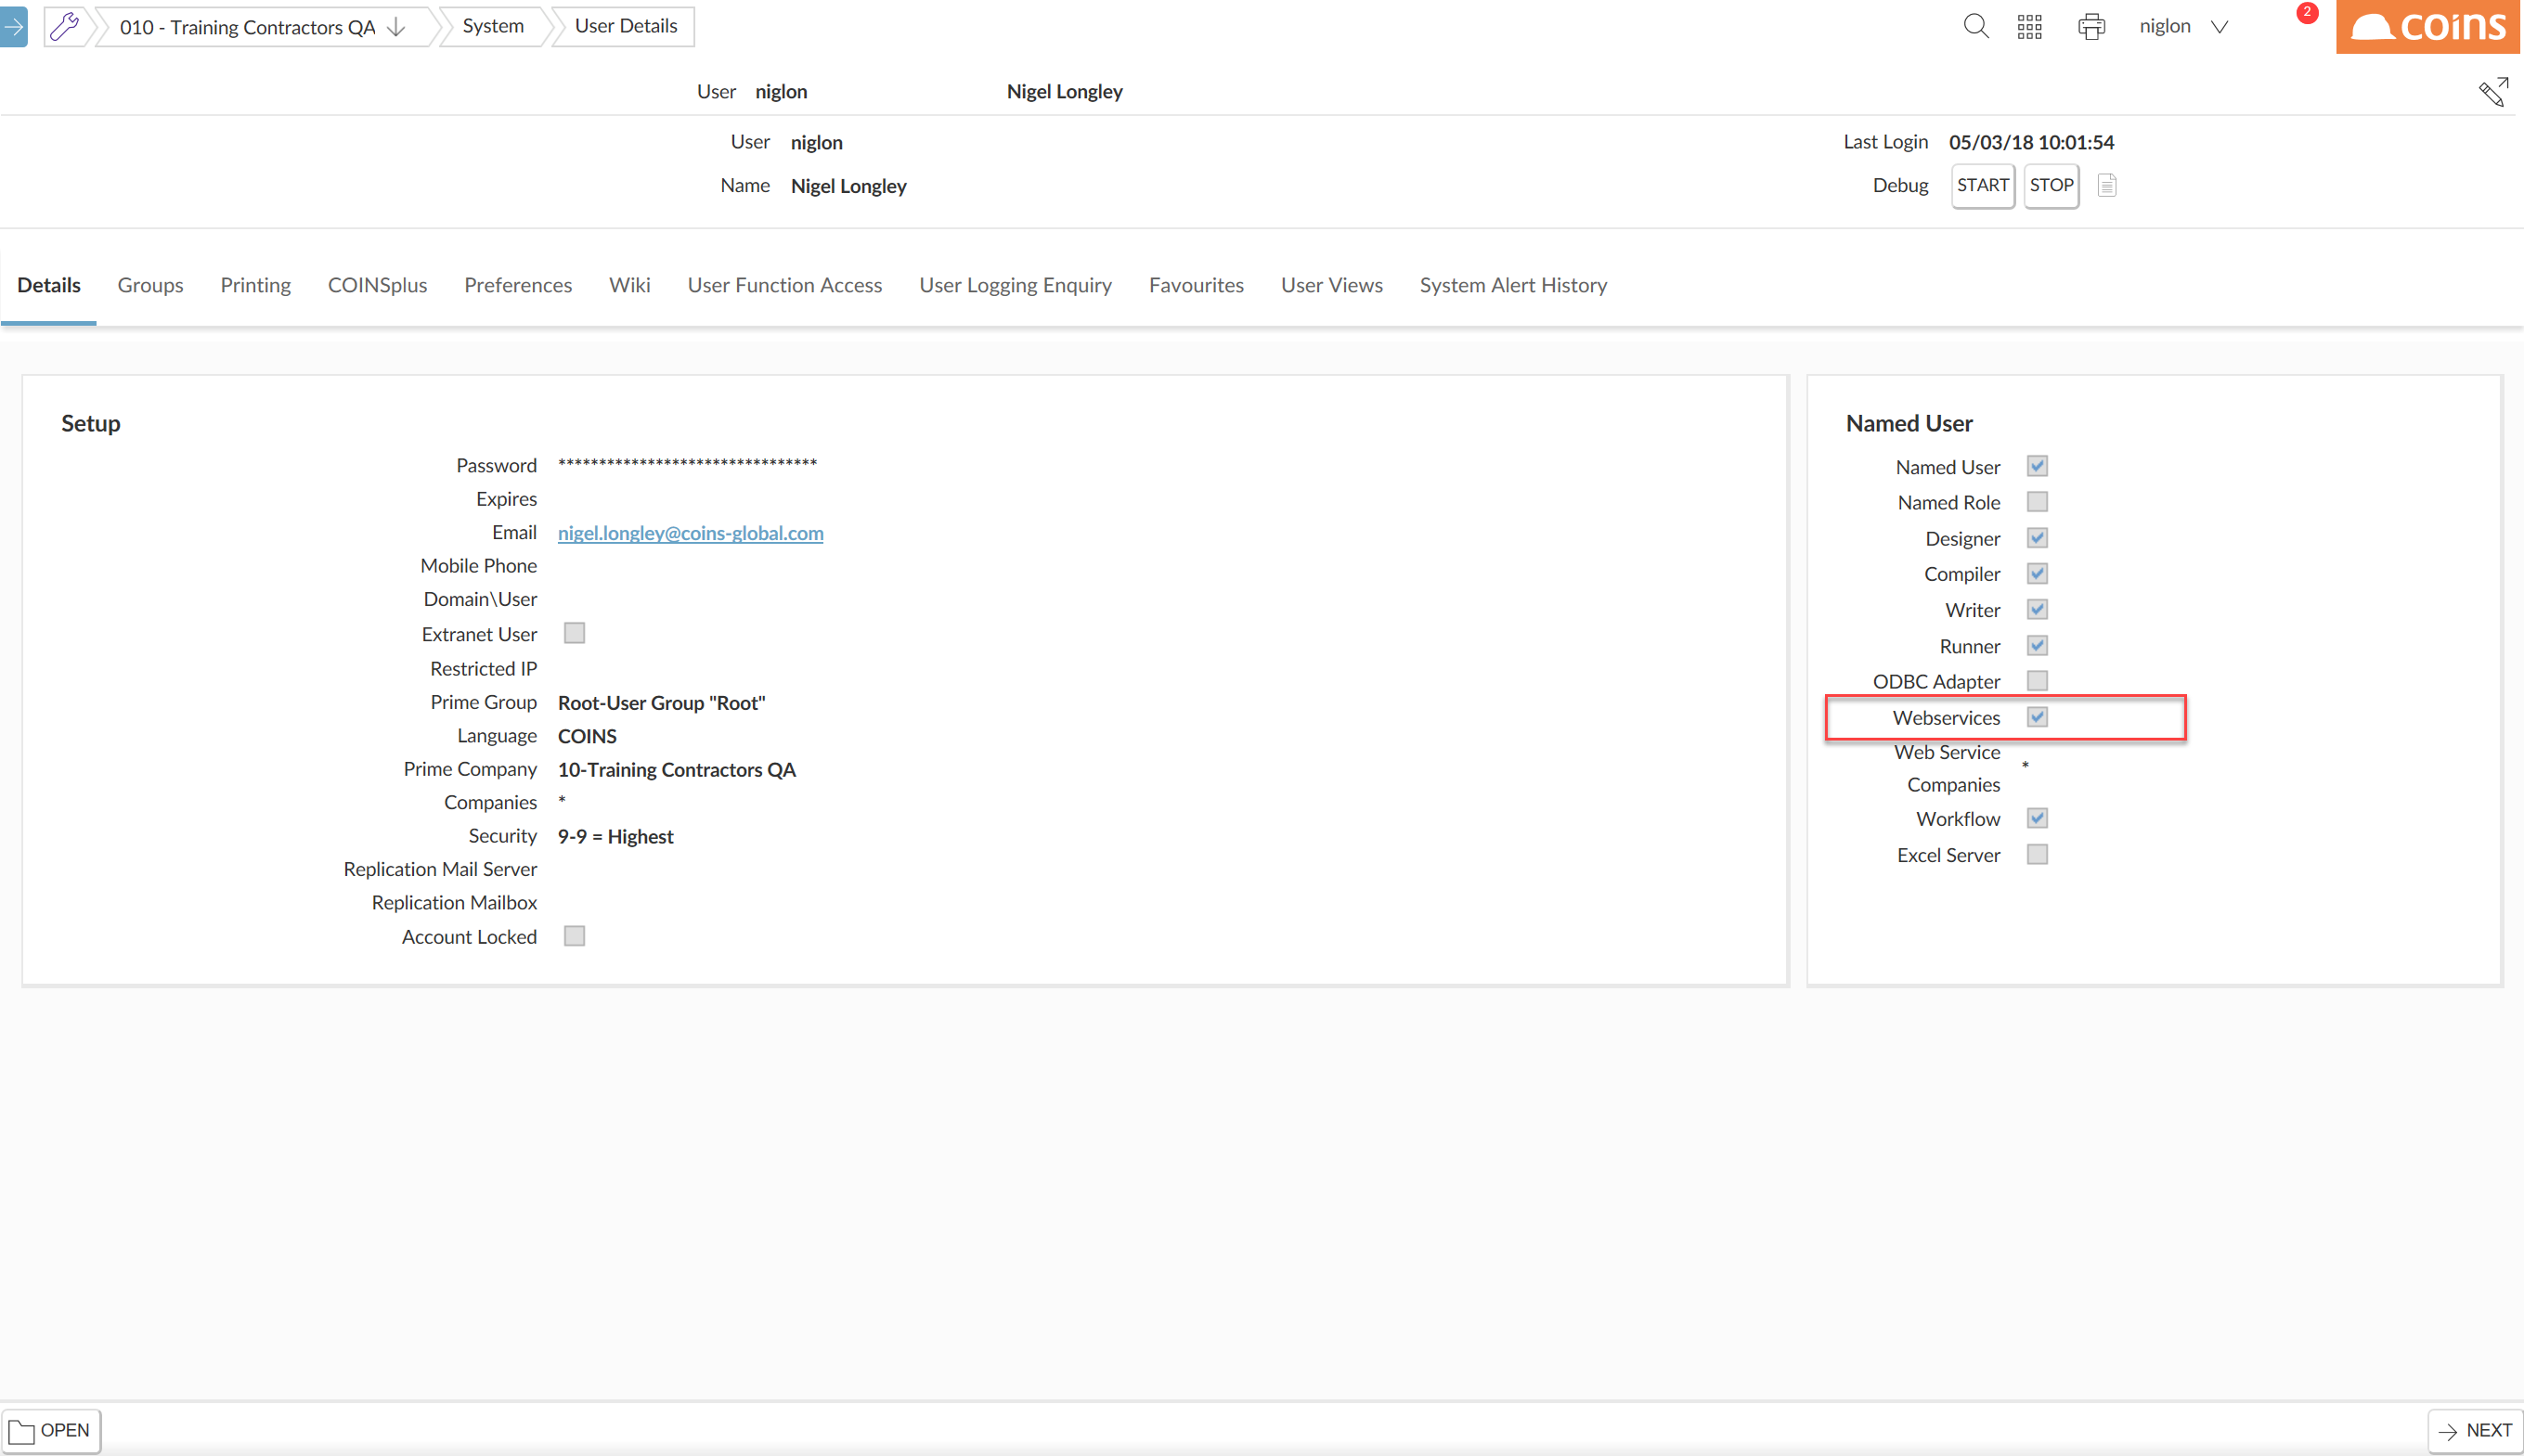 010 - Training Contractors QA
System
User Details
niglon
2
coins
User niglon Nigel Longley
User niglon
Last Login 05/03/18 10:01:54
Name Nigel Longley
Debug START STOP
Details Groups Printing COINSplus Preferences Wiki User Function Access User Logging Enquiry Favourites User Views System Alert History
Setup
Password ********************************
Expires
Email nigel.longley@coins-global.com
Mobile Phone
Domain\User
Extranet User
Restricted IP
Prime Group Root-User Group "Root"
Language COINS
Prime Company 10-Training Contractors QA
Companies *
Security 9-9 = Highest
Replication Mail Server
Replication Mailbox
Account Locked
Named User
Named User
Named Role
Designer
Compiler
Writer
Runner
ODBC Adapter
Webservices
Web Service
Companies *
Workflow
Excel Server
OPEN
NEXT